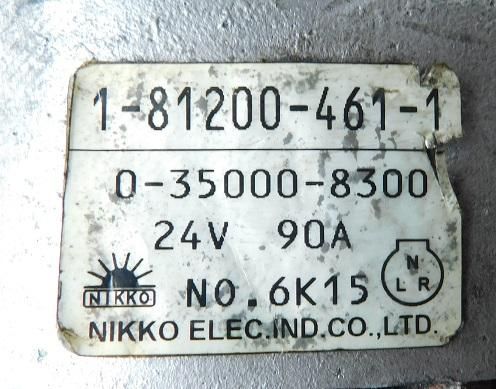 1-81200-461-1
0-35000-8300
24V 90A
NIKKO NO.6K15 N L R
NIKKO ELEC.IND.CO.,LTD.